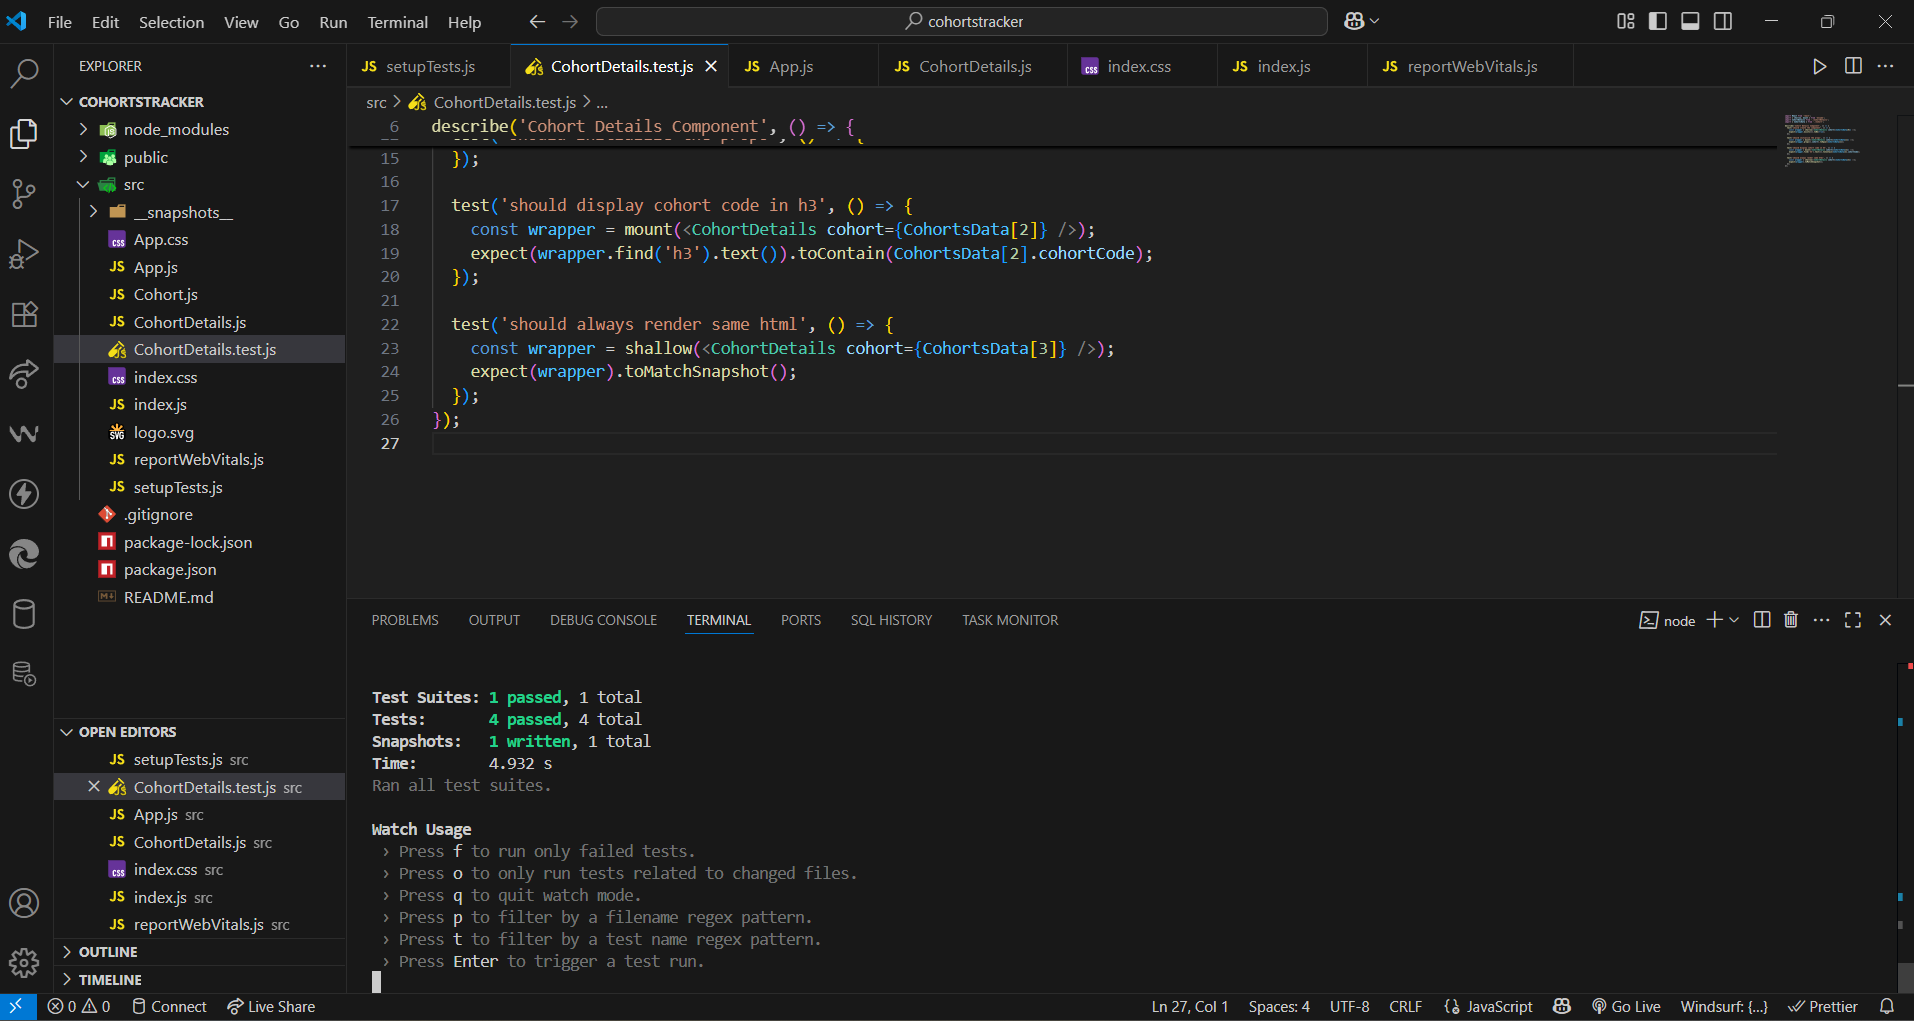 File Edit Selection View Go Run Terminal Help
cohortstracker
EXPLORER
COHORTSTRACKER
node_modules
public
src
__snapshots__
App.css
App.js
Cohort.js
CohortDetails.js
CohortDetails.test.js
index.css
index.js
logo.svg
reportWebVitals.js
setupTests.js
.gitignore
package-lock.json
package.json
README.md
OPEN EDITORS
setupTests.js src
CohortDetails.test.js src
App.js src
CohortDetails.js src
index.css src
index.js src
reportWebVitals.js src
OUTLINE
TIMELINE
setupTests.js CohortDetails.test.js App.js CohortDetails.js index.css index.js reportWebVitals.js
src > CohortDetails.test.js > ...
6 describe('Cohort Details Component', () => {
15 });
16
17 test('should display cohort code in h3', () => {
18 const wrapper = mount(<CohortDetails cohort={CohortsData[2]} />);
19 expect(wrapper.find('h3').text()).toContain(CohortsData[2].cohortCode);
20 });
21
22 test('should always render same html', () => {
23 const wrapper = shallow(<CohortDetails cohort={CohortsData[3]} />);
24 expect(wrapper).toMatchSnapshot();
25 });
26 });
27
PROBLEMS OUTPUT DEBUG CONSOLE TERMINAL PORTS SQL HISTORY TASK MONITOR
node
Test Suites: 1 passed, 1 total
Tests: 4 passed, 4 total
Snapshots: 1 written, 1 total
Time: 4.932 s
Ran all test suites.
Watch Usage
› Press f to run only failed tests.
› Press o to only run tests related to changed files.
› Press q to quit watch mode.
› Press p to filter by a filename regex pattern.
› Press t to filter by a test name regex pattern.
› Press Enter to trigger a test run.
0 0 Connect Live Share
Ln 27, Col 1 Spaces: 4 UTF-8 CRLF {} JavaScript Go Live Windsurf: {...} Prettier